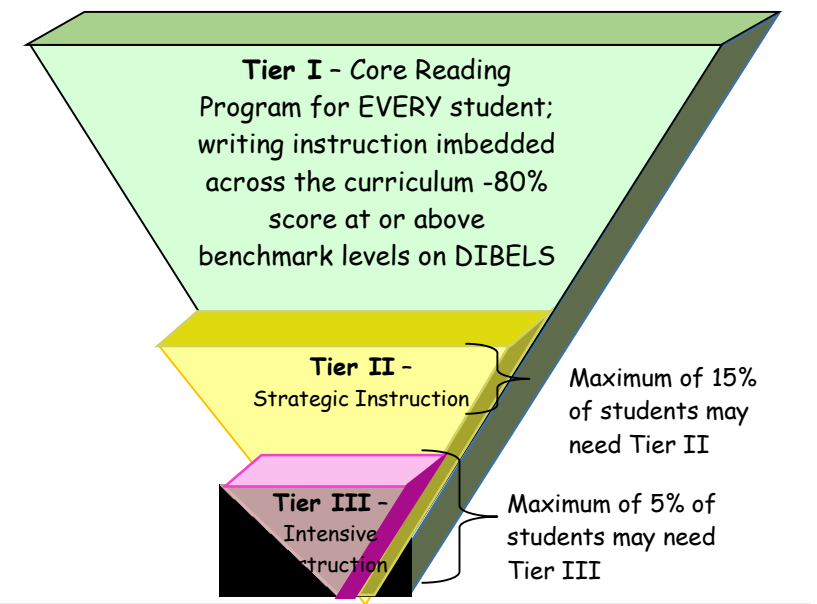 Tier I – Core Reading
Program for EVERY student;
writing instruction imbedded
across the curriculum -80%
score at or above
benchmark levels on DIBELS
Tier II –
Strategic Instruction
Maximum of 15%
of students may
need Tier II
Tier III –
Intensive
struction
Maximum of 5% of
students may need
Tier III